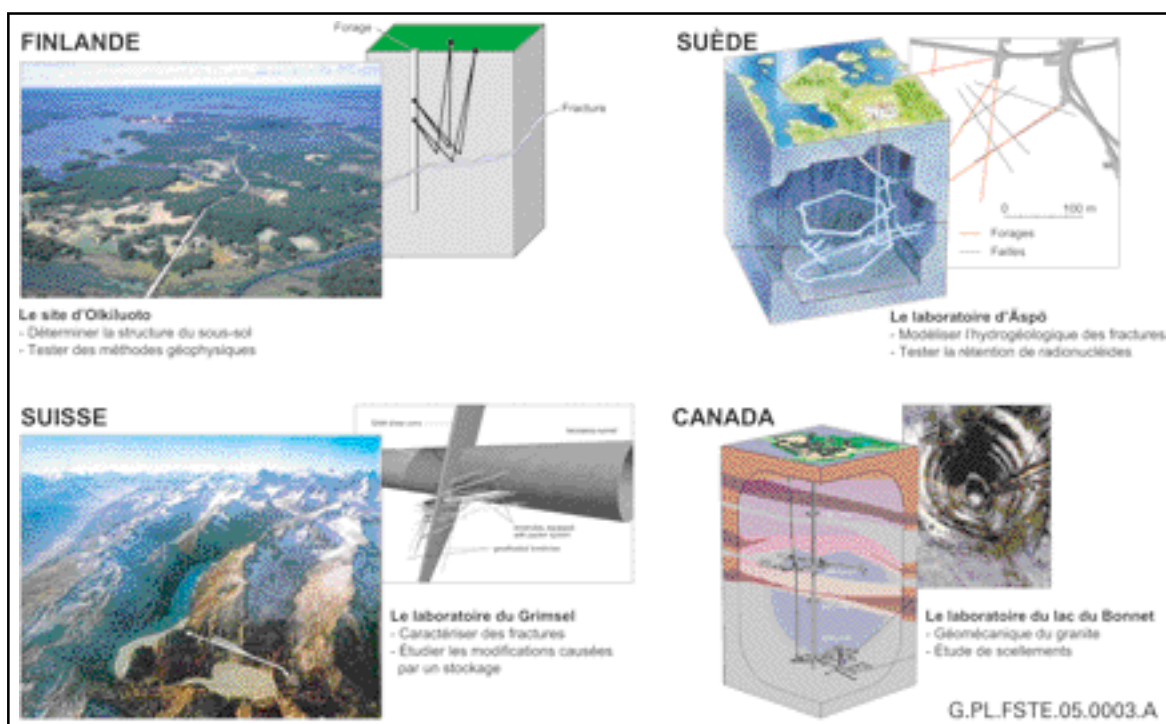 FINLANDE
Forage
Fracture
Le site d'Olkiluoto
- Déterminer la structure du sous-sol
- Tester des méthodes géophysiques
SUÈDE
0 100 m
Forages
Failles
Le laboratoire d'Äspö
- Modéliser l'hydrogéologique des fractures
- Tester la rétention de radionucléides
SUISSE
Le laboratoire du Grimsel
- Caractériser des fractures
- Étudier les modifications causées
par un stockage
CANADA
Le laboratoire du lac du Bonnet
- Géomécanique du granite
- Étude de scellements
G.PL.FSTE.05.0003.A